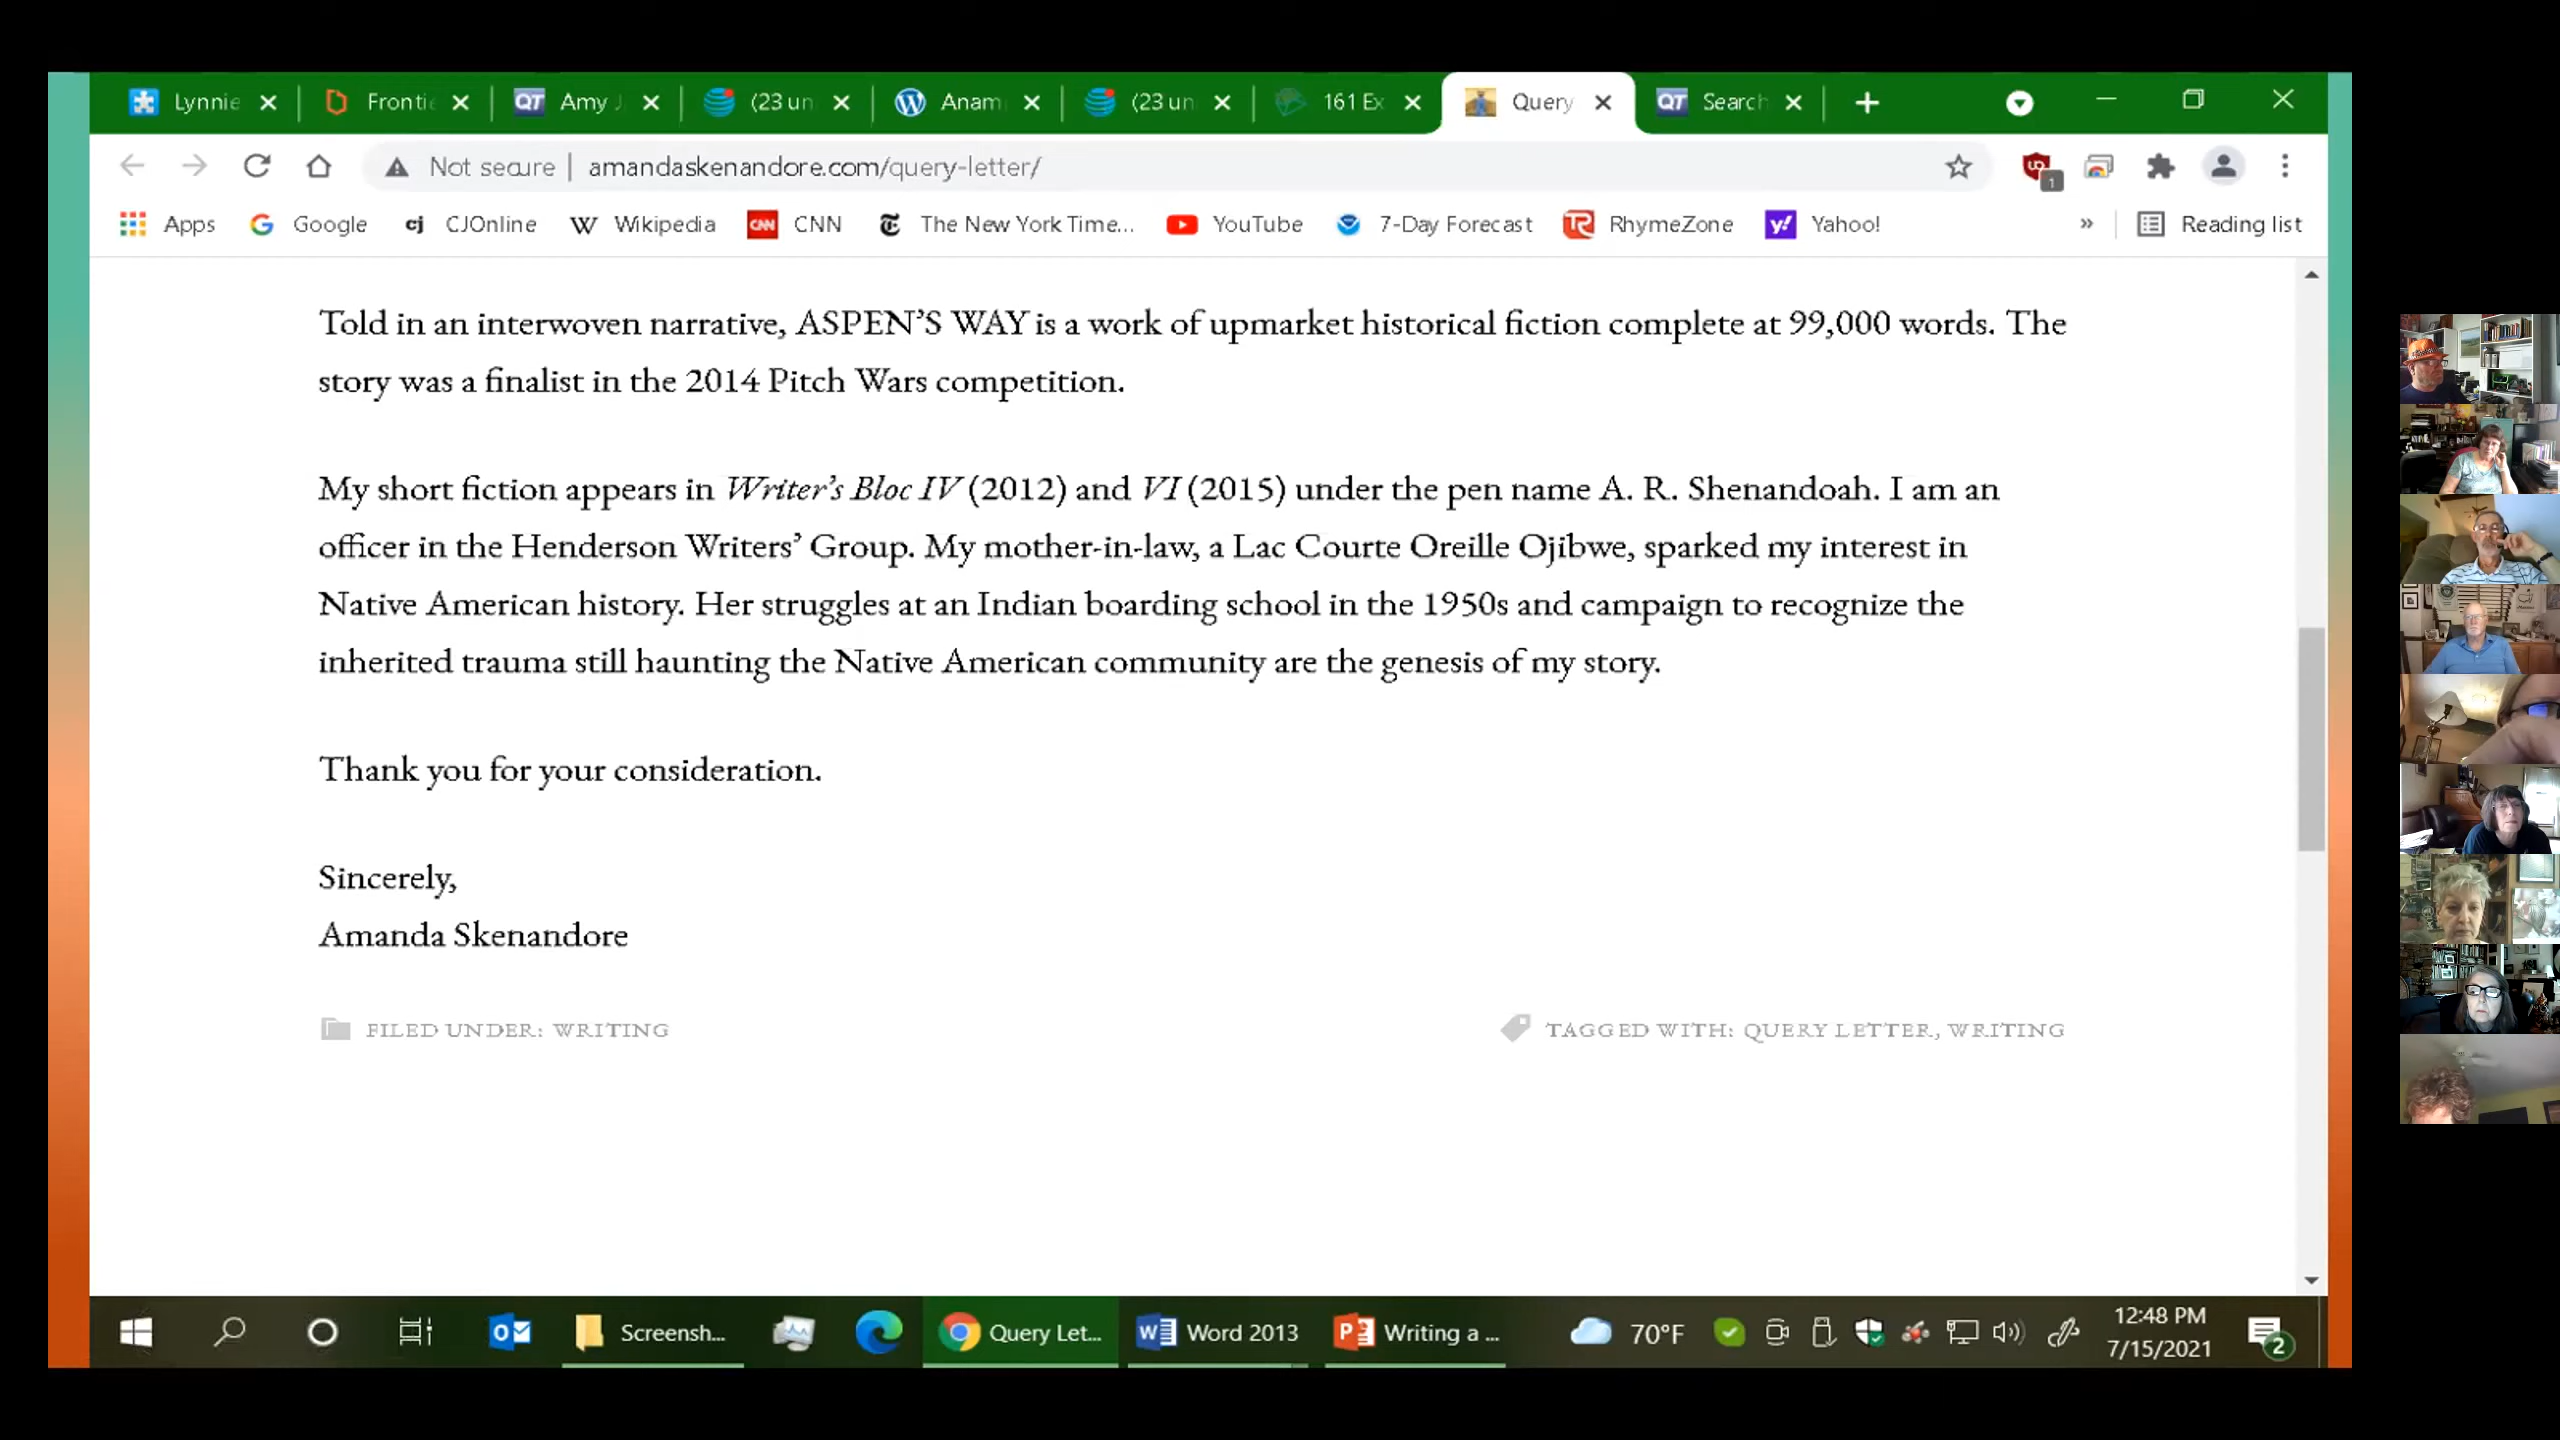 Lynnie
Fronti
Amy J
(23 un
Anam
(23 un
161 Ex
Query
Search
Not secure
amandaskenandore.com/query-letter/
1
Apps
Google
CJOnline
Wikipedia
CNN
The New York Time...
YouTube
7-Day Forecast
RhymeZone
Yahoo!
»
Reading list
Told in an interwoven narrative, ASPEN'S WAY is a work of upmarket historical fiction complete at 99,000 words. The
story was a finalist in the 2014 Pitch Wars competition.
My short fiction appears in Writer's Bloc IV (2012) and VI (2015) under the pen name A. R. Shenandoah. I am an
officer in the Henderson Writers' Group. My mother-in-law, a Lac Courte Oreille Ojibwe, sparked my interest in
Native American history. Her struggles at an Indian boarding school in the 1950s and campaign to recognize the
inherited trauma still haunting the Native American community are the genesis of my story.
Thank you for your consideration.
Sincerely,
Amanda Skenandore
FILED UNDER: WRITING
TAGGED WITH: QUERY LETTER, WRITING
Screensh...
Query Let...
Word 2013
Writing a ...
70°F
12:48 PM
7/15/2021
2